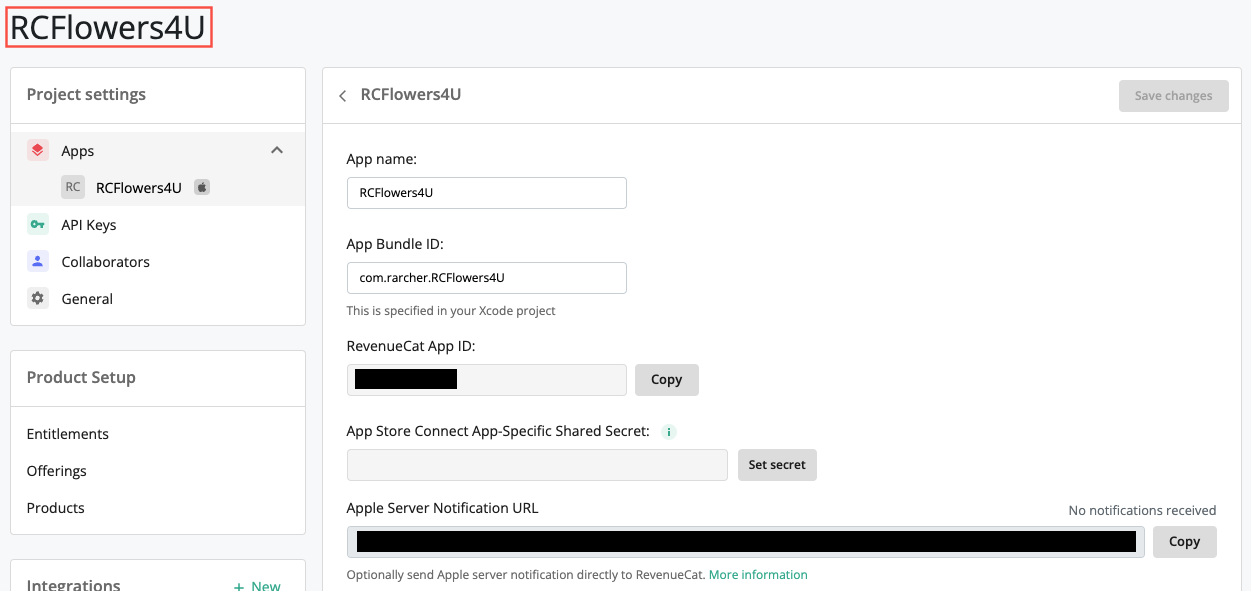 RCFlowers4U
Project settings
Apps
RC RCFlowers4U
API Keys
Collaborators
General
Product Setup
Entitlements
Offerings
Products
Integrations
+ New
RCFlowers4U
Save changes
App name:
RCFlowers4U
App Bundle ID:
com.rarcher.RCFlowers4U
This is specified in your Xcode project
RevenueCat App ID:
Copy
App Store Connect App-Specific Shared Secret: i
Set secret
Apple Server Notification URL
No notifications received
Copy
Optionally send Apple server notification directly to RevenueCat. More information